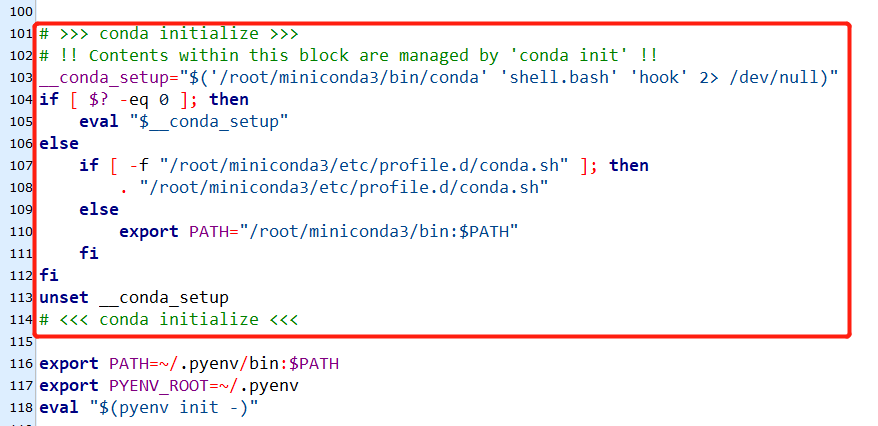 100
101 # >>> conda initialize >>>
102 # !! Contents within this block are managed by 'conda init' !!
103 __conda_setup="$('/root/miniconda3/bin/conda' 'shell.bash' 'hook' 2> /dev/null)"
104 if [ $? -eq 0 ]; then
105     eval "$__conda_setup"
106 else
107     if [ -f "/root/miniconda3/etc/profile.d/conda.sh" ]; then
108         . "/root/miniconda3/etc/profile.d/conda.sh"
109     else
110         export PATH="/root/miniconda3/bin:$PATH"
111     fi
112 fi
113 unset __conda_setup
114 # <<< conda initialize <<<
115
116 export PATH=~/.pyenv/bin:$PATH
117 export PYENV_ROOT=~/.pyenv
118 eval "$(pyenv init -)"